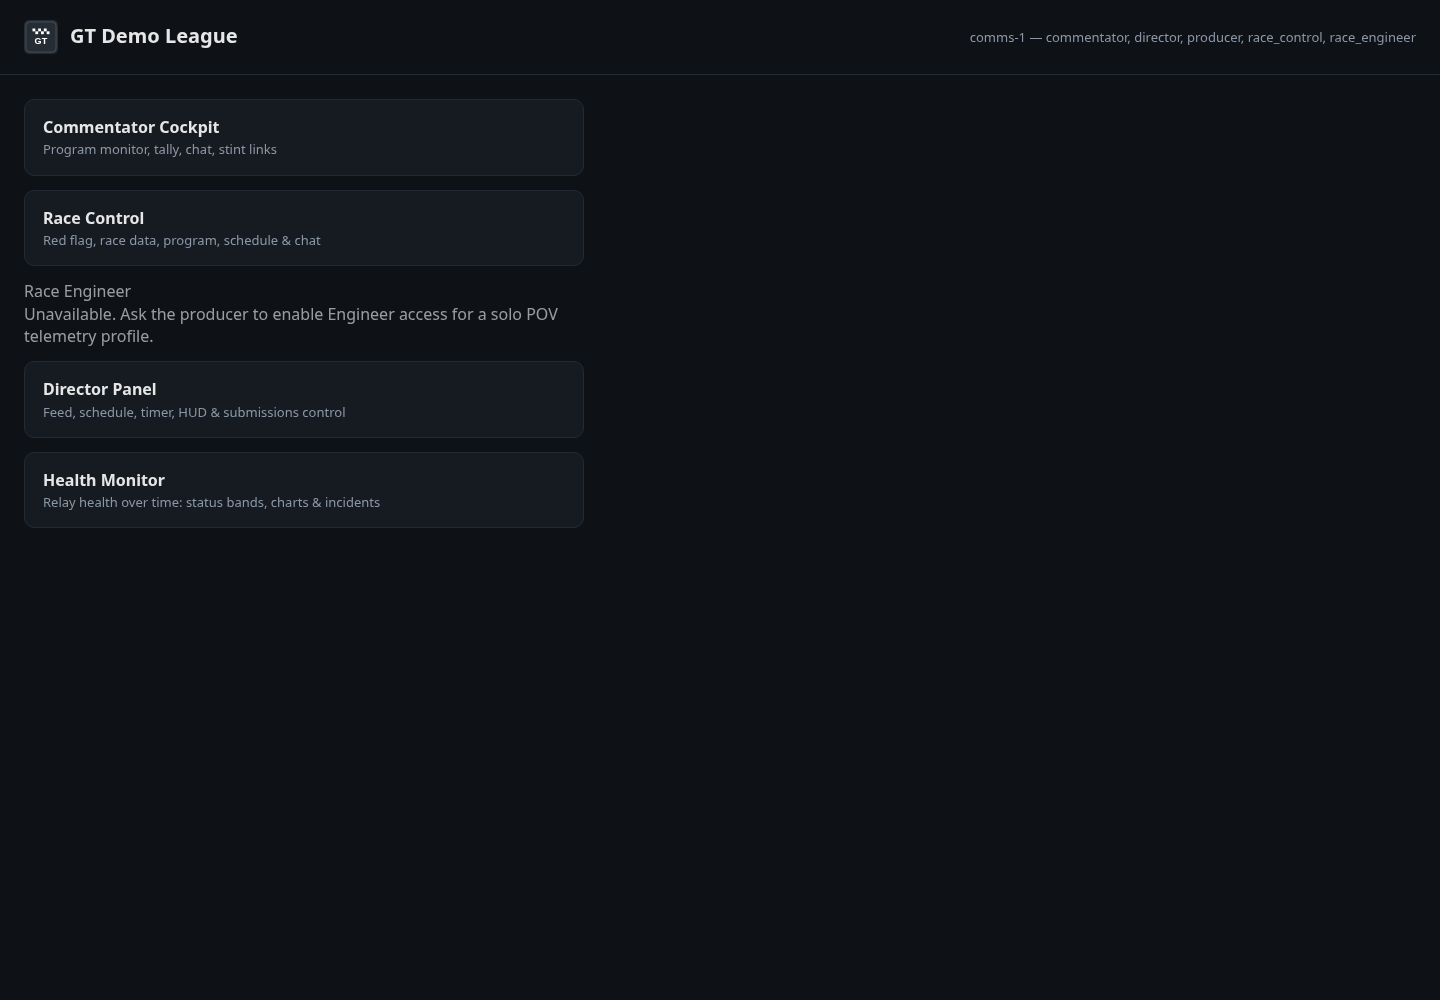 GT
GT Demo League
comms-1 — commentator, director, producer, race_control, race_engineer
Commentator Cockpit
Program monitor, tally, chat, stint links
Race Control
Red flag, race data, program, schedule & chat
Race Engineer
Unavailable. Ask the producer to enable Engineer access for a solo POV
telemetry profile.
Director Panel
Feed, schedule, timer, HUD & submissions control
Health Monitor
Relay health over time: status bands, charts & incidents